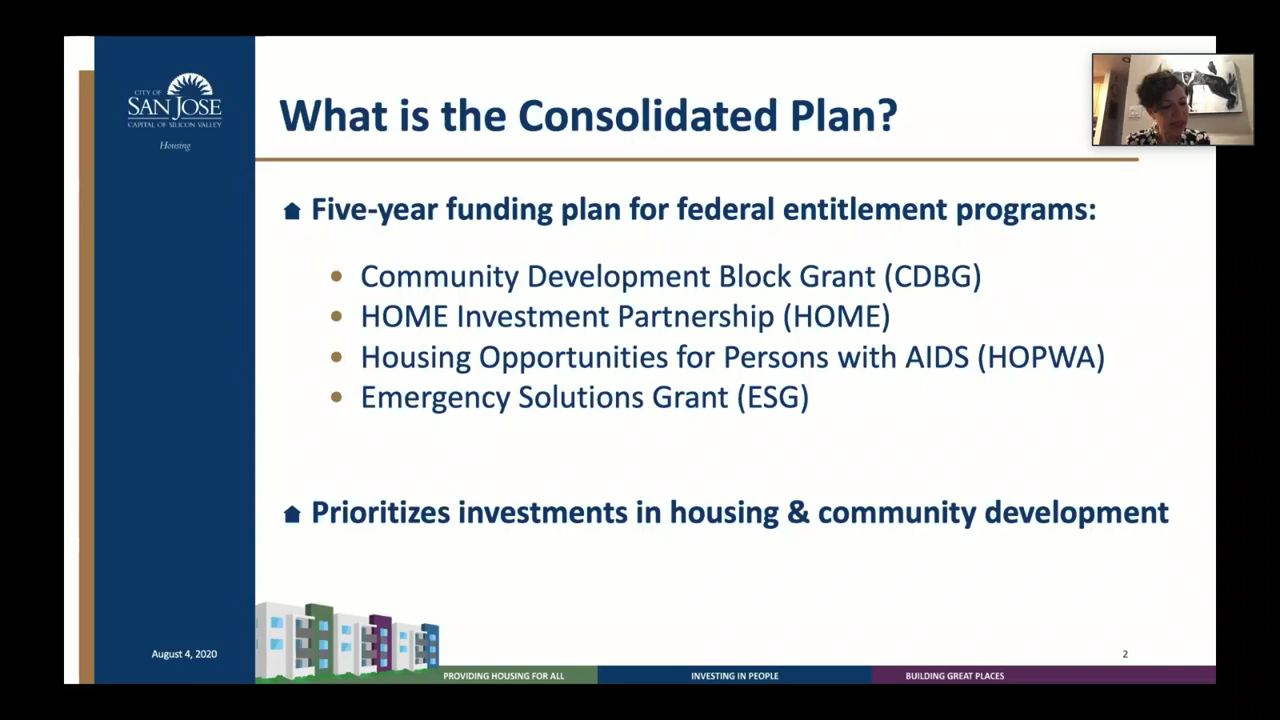 CITY OF
SAN JOSE
CAPITAL OF SILICON VALLEY
Housing
What is the Consolidated Plan?
Five-year funding plan for federal entitlement programs:
• Community Development Block Grant (CDBG)
• HOME Investment Partnership (HOME)
• Housing Opportunities for Persons with AIDS (HOPWA)
• Emergency Solutions Grant (ESG)
Prioritizes investments in housing & community development
August 4, 2020
2
PROVIDING HOUSING FOR ALL
INVESTING IN PEOPLE
BUILDING GREAT PLACES